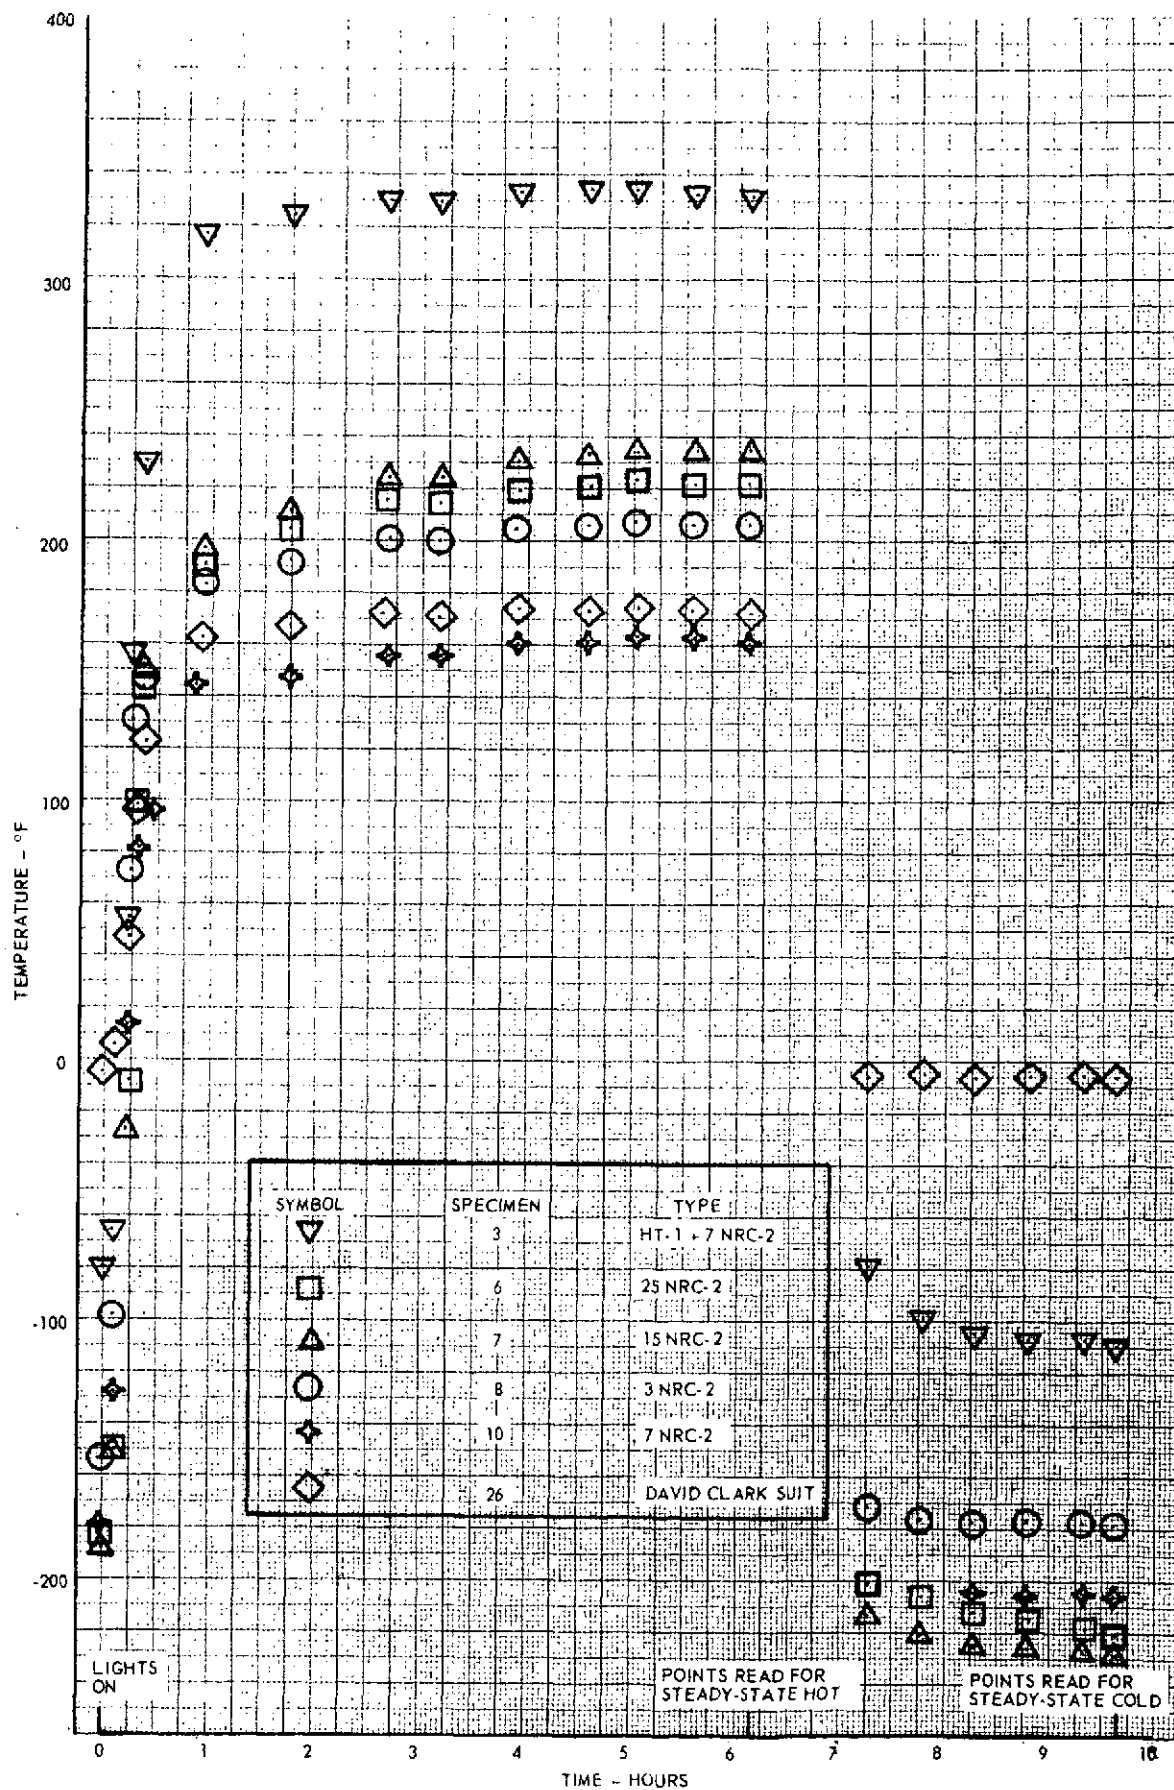 400
300
200
100
0
-100
-200
TEMPERATURE - °F
SYMBOL SPECIMEN TYPE
3 HT-1 + 7 NRC-2
6 25 NRC-2
7 15 NRC-2
8 3 NRC-2
10 7 NRC-2
26 DAVID CLARK SUIT
LIGHTS
ON
POINTS READ FOR
STEADY-STATE HOT
POINTS READ FOR
STEADY-STATE COLD
0 1 2 3 4 5 6 7 8 9 10
TIME - HOURS